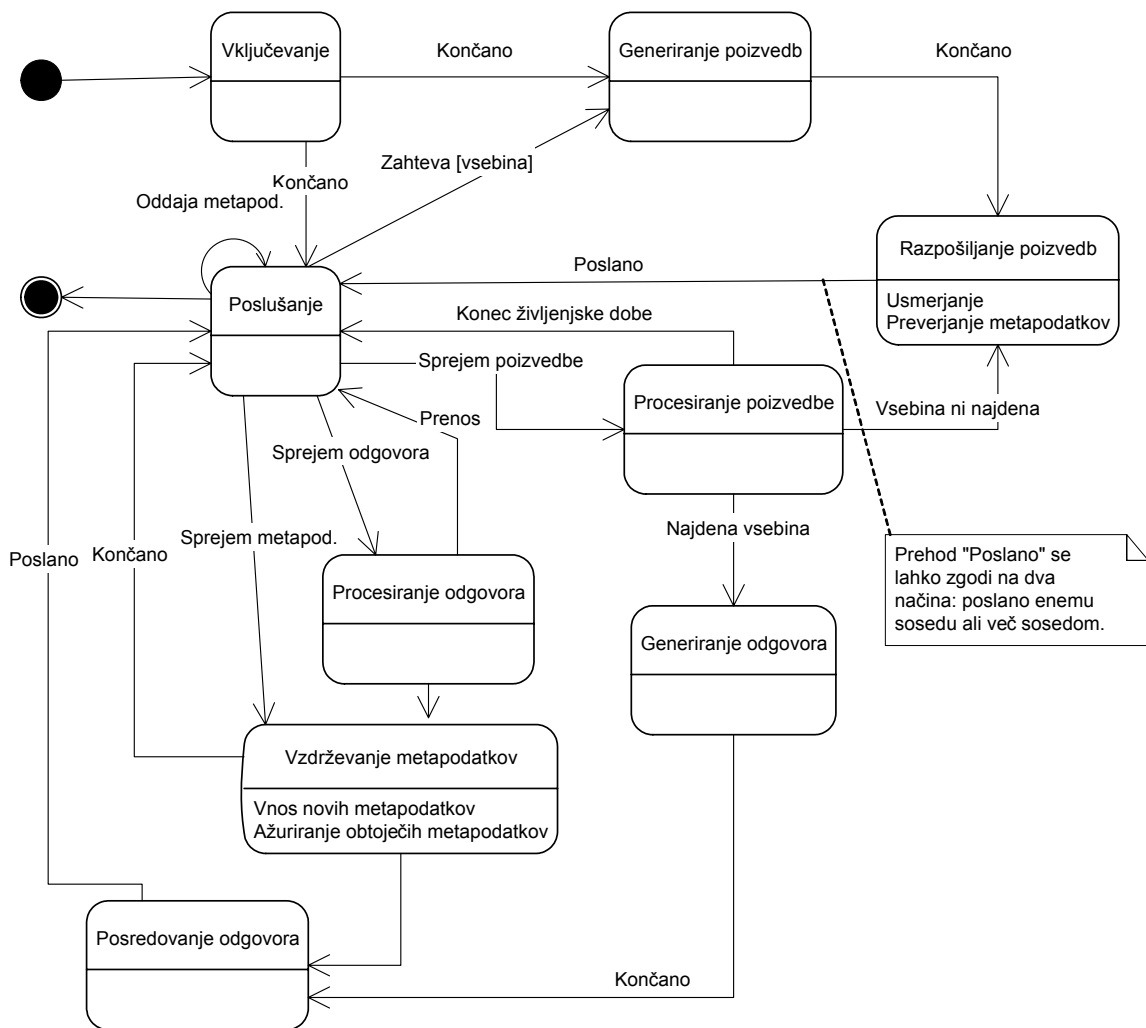 Vključevanje
Končano
Generiranje poizvedb
Končano
Zahteva [vsebina]
Končano
Oddaja metapod.
Razpošiljanje poizvedb
Usmerjanje
Preverjanje metapodatkov
Poslano
Poslušanje
Konec življenjske dobe
Sprejem poizvedbe
Procesiranje poizvedbe
Vsebina ni najdena
Prenos
Sprejem odgovora
Najdena vsebina
Sprejem metapod.
Končano
Poslano
Prehod "Poslano" se
lahko zgodi na dva
načina: poslano enemu
sosedu ali več sosedom.
Procesiranje odgovora
Generiranje odgovora
Vzdrževanje metapodatkov
Vnos novih metapodatkov
Ažuriranje obtoječih metapodatkov
Posredovanje odgovora
Končano